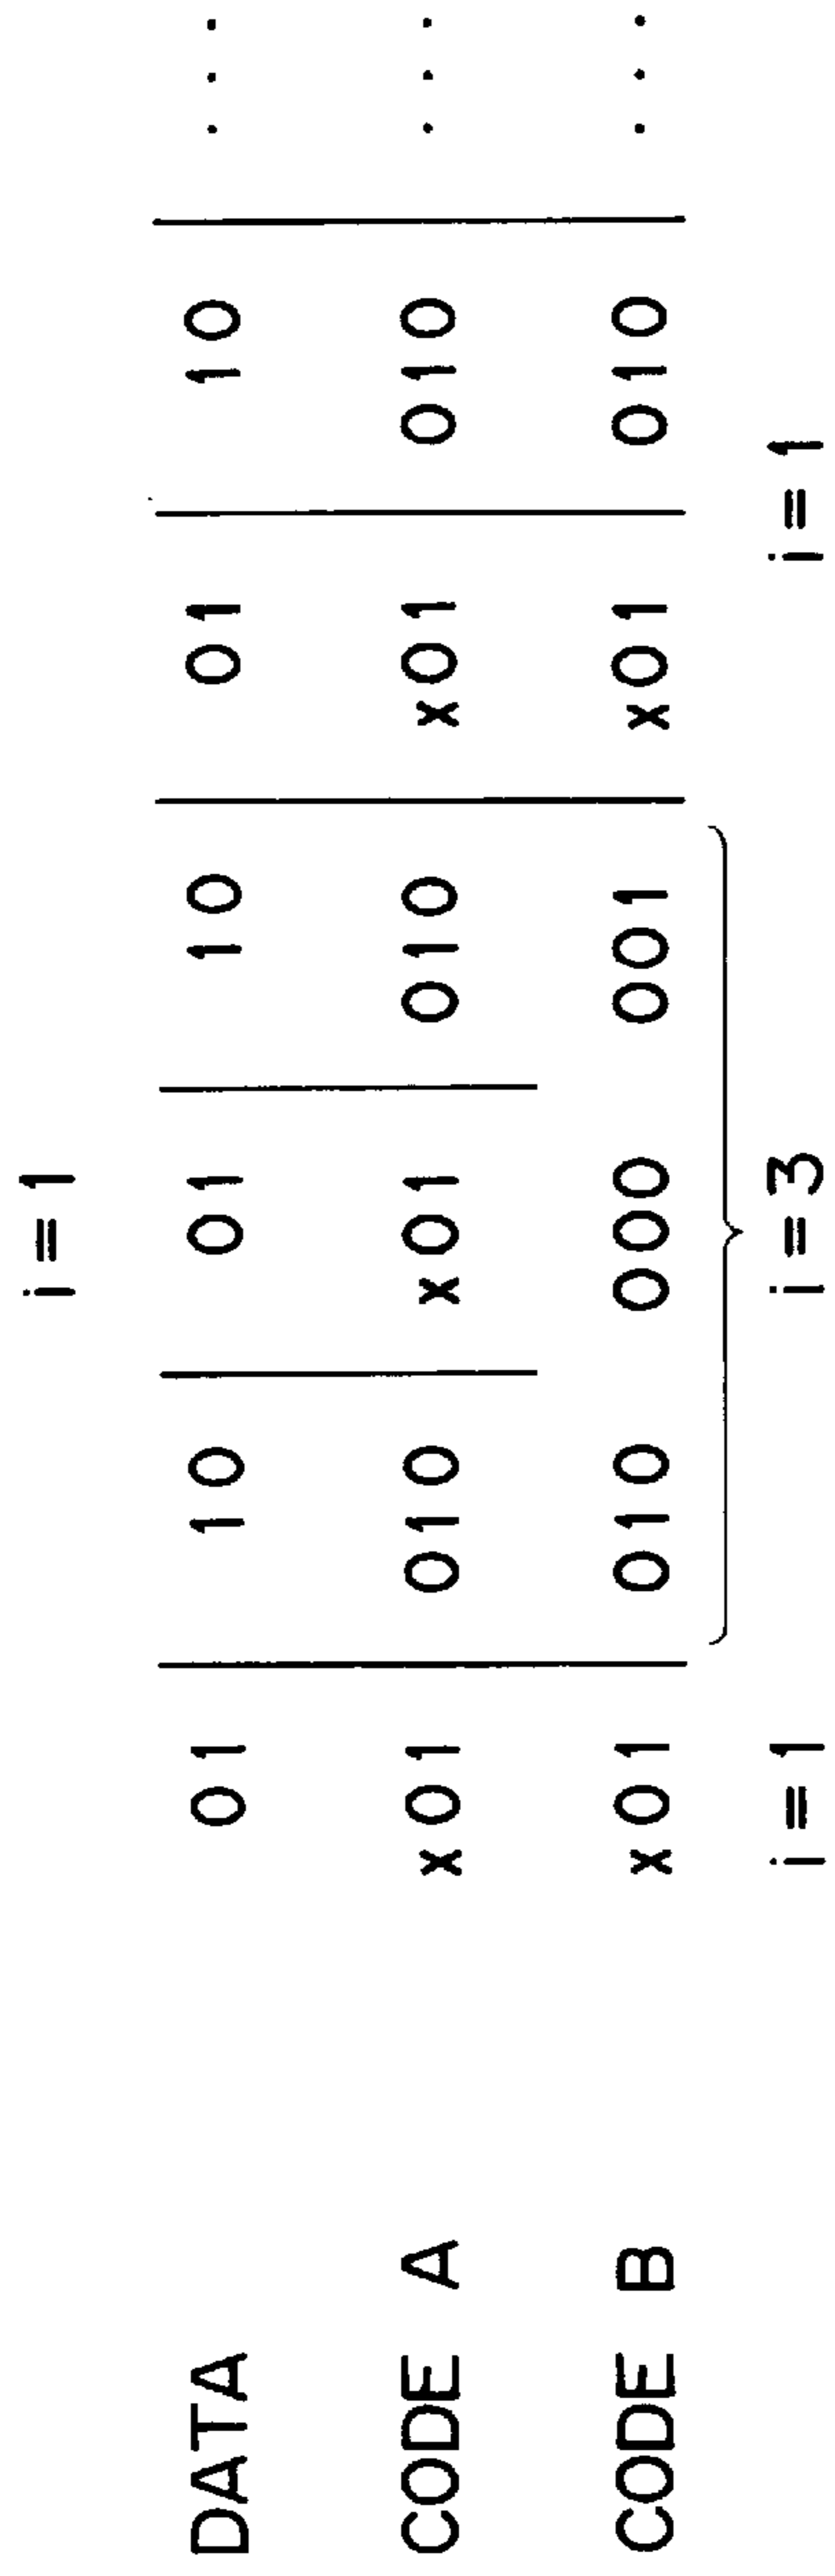 i = 1
DATA 01 10 01 10 01 10 . . .
CODE A x01 010 x01 010 x01 010 . . .
CODE B x01 010 000 001 x01 010 . . .
i = 1 i = 3 i = 1